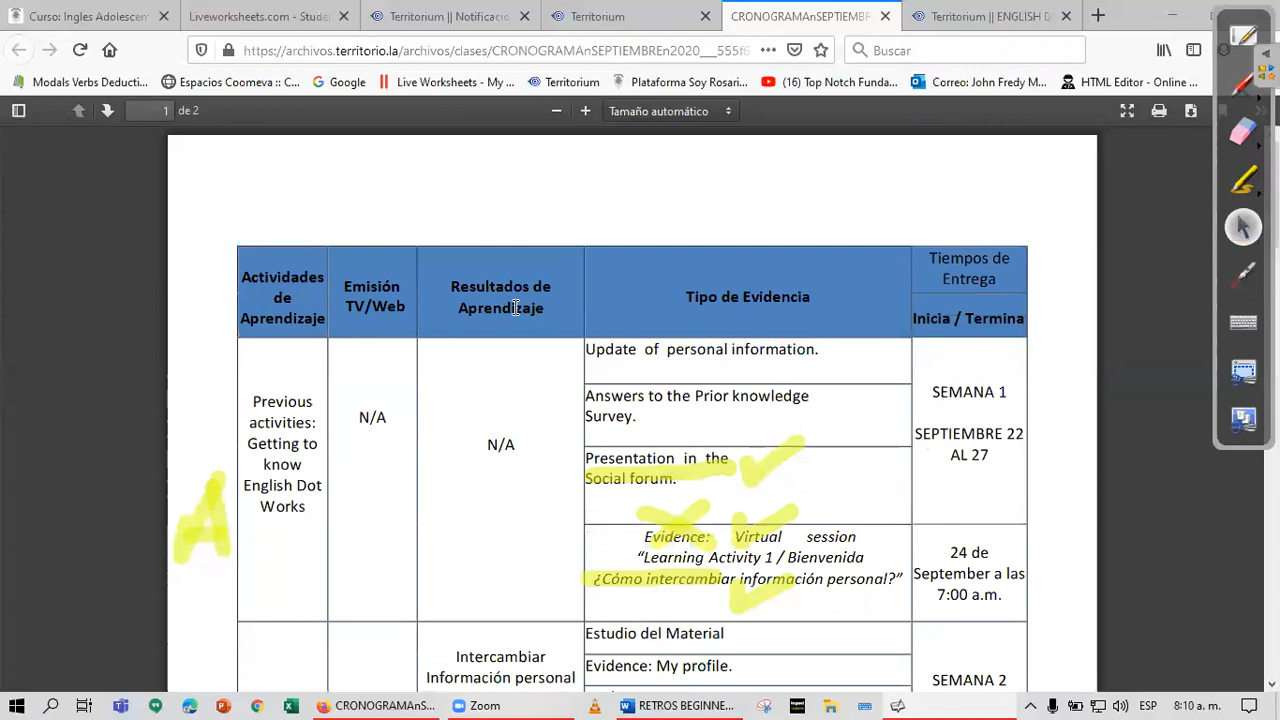 Curso: Ingles Adolescen
Liveworksheets.com - Stude
Territorium || Notificacio
Territorium
CRONOGRAMAnSEPTIEMBR
Territorium || ENGLISH D
https://archivos.territorio.la/archivos/clases/CRONOGRAMAnSEPTIEMBREn2020___555f6
Buscar
Modals Verbs Deducti...
Espacios Coomeva — I...
Google
Live Worksheets - My ...
Territorium
Plataforma Soy Rosari...
(16) Top Notch Funda...
Correo: John Fredy M...
HTML Editor - Online ...
1 de 2
Tamaño automático
Actividades de Aprendizaje
Emisión TV/Web
Resultados de Aprendizaje
Tipo de Evidencia
Tiempos de Entrega
Inicia / Termina
Previous activities: Getting to know English Dot Works
N/A
N/A
Update of personal information.
Answers to the Prior knowledge
Survey.
Presentation in the
Social forum.
SEMANA 1
SEPTIEMBRE 22
AL 27
A
Evidence: Virtual session
“Learning Activity 1 / Bienvenida
¿Cómo intercambiar información personal?”
24 de
September a las
7:00 a.m.
Intercambiar
Información personal
Estudio del Material
Evidence: My profile.
SEMANA 2
CRONOGRAMAnS...
Zoom
RETROS BEGINNE...
ESP
8:10 a. m.